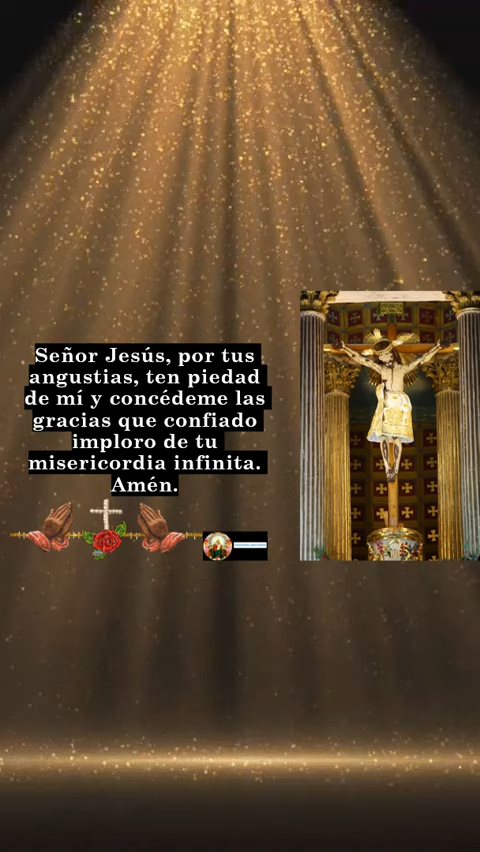 Señor Jesús, por tus
angustias, ten piedad
de mí y concédeme las
gracias que confiado
imploro de tu
misericordia infinita.
Amén.